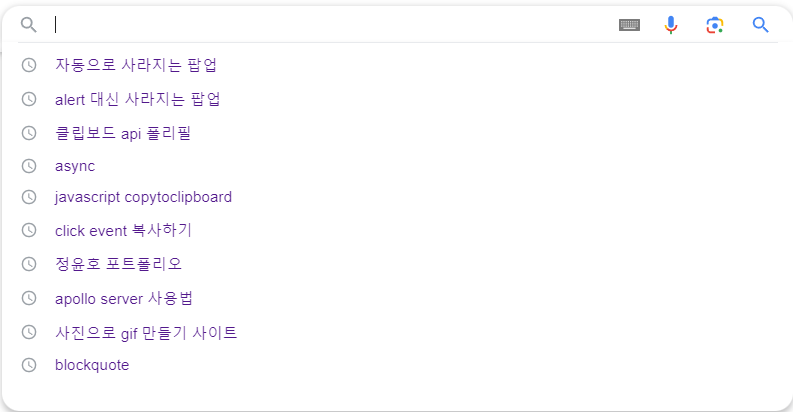 자동으로 사라지는 팝업
alert 대신 사라지는 팝업
클립보드 api 폴리필
async
javascript copytoclipboard
click event 복사하기
정윤호 포트폴리오
apollo server 사용법
사진으로 gif 만들기 사이트
blockquote